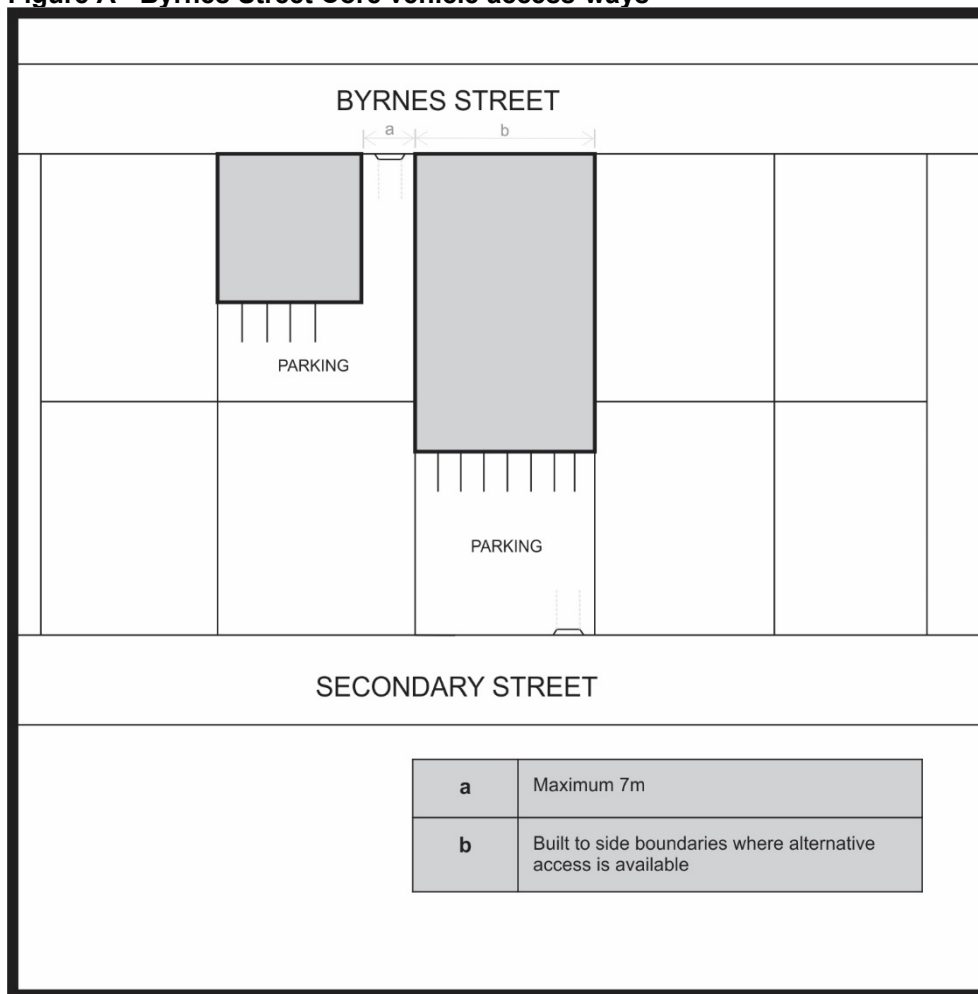 Figure A - Byrnes Street Core vehicle access-ways
BYRNES STREET
a
b
PARKING
PARKING
SECONDARY STREET
a Maximum 7m
b Built to side boundaries where alternative
access is available